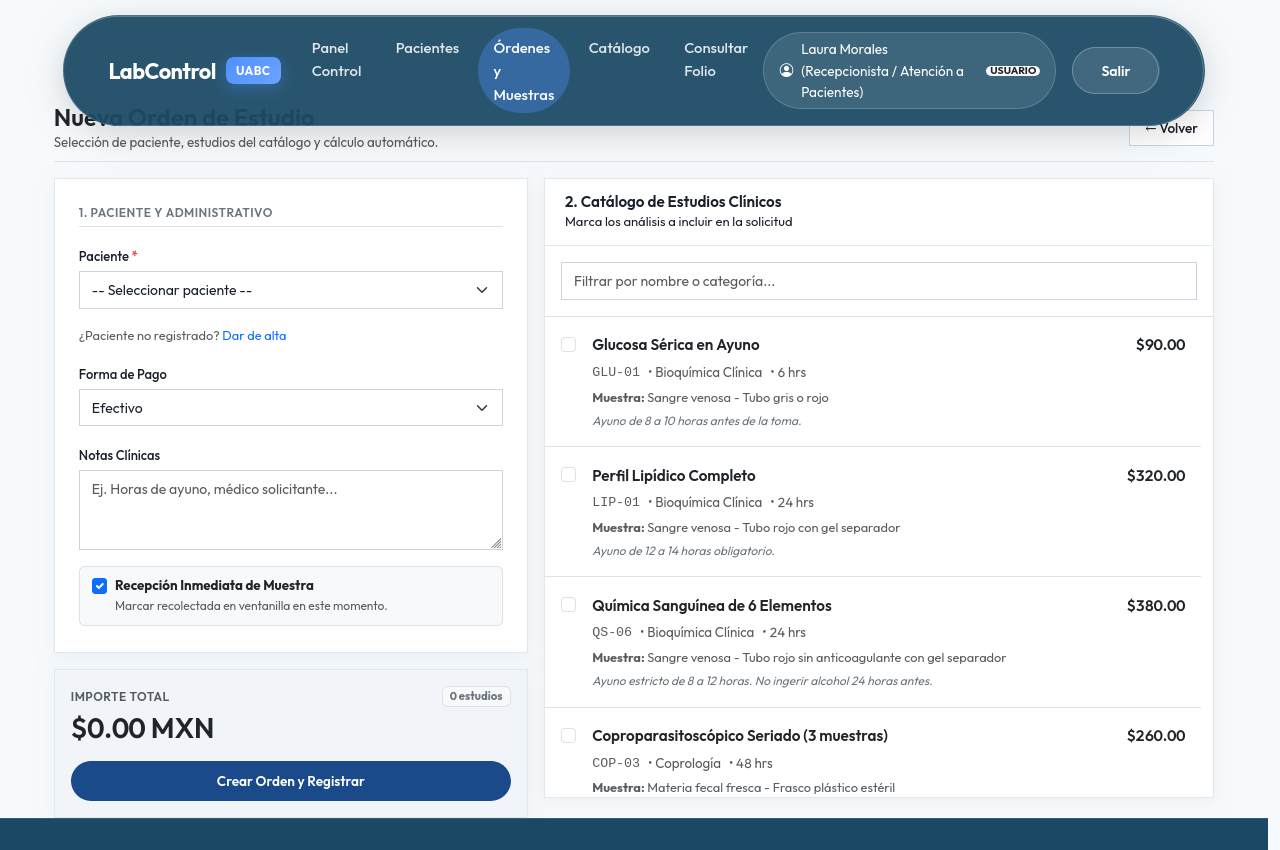 LabControl UABC
Panel Control
Pacientes
Órdenes y Muestras
Catálogo
Consultar Folio
Laura Morales (Recepcionista / Atención a Pacientes)
USUARIO
Salir
Nueva Orden de Estudio
Selección de paciente, estudios del catálogo y cálculo automático.
← Volver
1. PACIENTE Y ADMINISTRATIVO
Paciente *
-- Seleccionar paciente --
¿Paciente no registrado? Dar de alta
Forma de Pago
Efectivo
Notas Clínicas
Ej. Horas de ayuno, médico solicitante...
Recepción Inmediata de Muestra
Marcar recolectada en ventanilla en este momento.
IMPORTE TOTAL
0 estudios
$0.00 MXN
Crear Orden y Registrar
2. Catálogo de Estudios Clínicos
Marca los análisis a incluir en la solicitud
Filtrar por nombre o categoría...
Glucosa Sérica en Ayuno $90.00
GLU-01 • Bioquímica Clínica • 6 hrs
Muestra: Sangre venosa - Tubo gris o rojo
Ayuno de 8 a 10 horas antes de la toma.
Perfil Lipídico Completo $320.00
LIP-01 • Bioquímica Clínica • 24 hrs
Muestra: Sangre venosa - Tubo rojo con gel separador
Ayuno de 12 a 14 horas obligatorio.
Química Sanguínea de 6 Elementos $380.00
QS-06 • Bioquímica Clínica • 24 hrs
Muestra: Sangre venosa - Tubo rojo sin anticoagulante con gel separador
Ayuno estricto de 8 a 12 horas. No ingerir alcohol 24 horas antes.
Coproparasitoscópico Seriado (3 muestras) $260.00
COP-03 • Coprología • 48 hrs
Muestra: Materia fecal fresca - Frasco plástico estéril